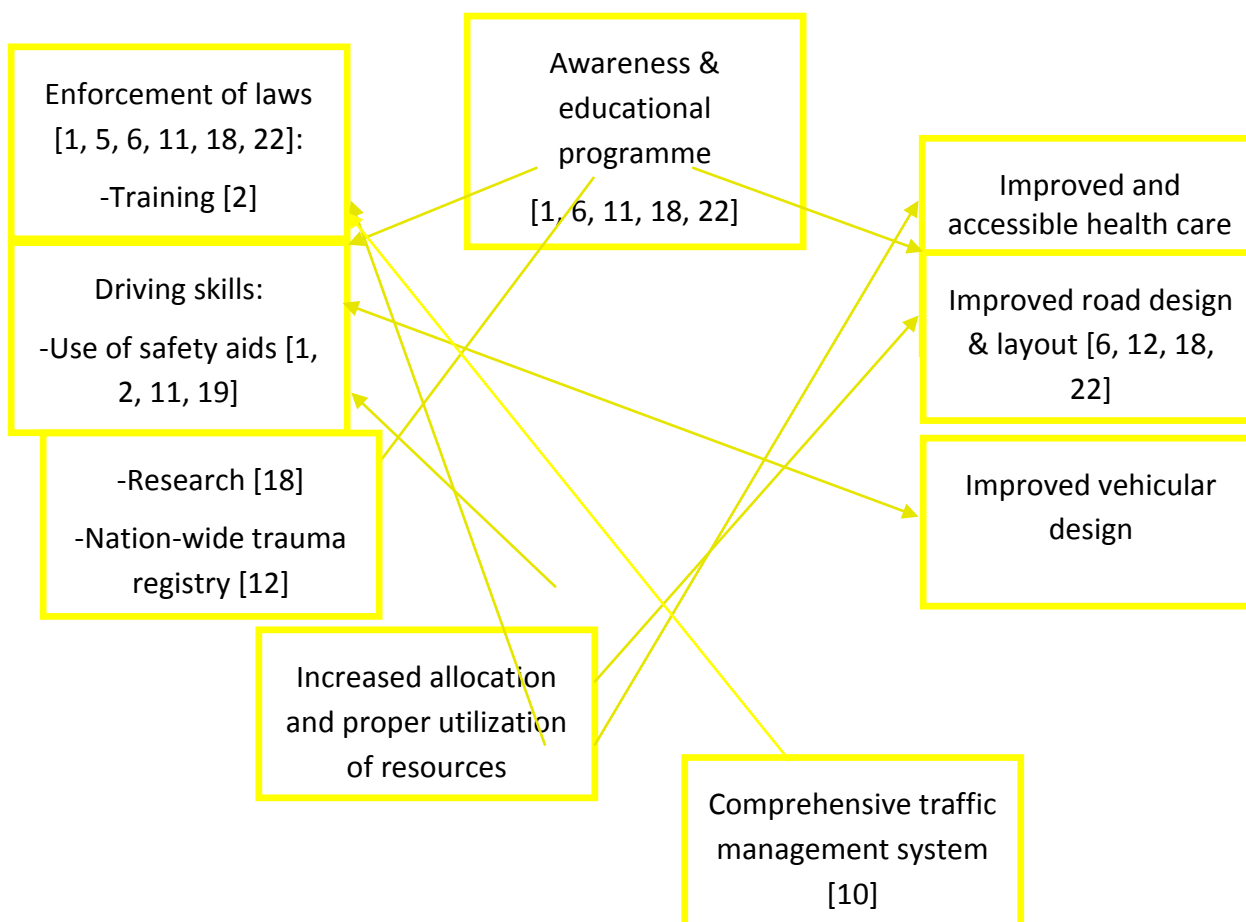 Enforcement of laws
[1, 5, 6, 11, 18, 22]:
-Training [2]
Awareness &
educational
programme
[1, 6, 11, 18, 22]
Improved and
accessible health care
Driving skills:
-Use of safety aids [1,
2, 11, 19]
Improved road design
& layout [6, 12, 18,
22]
-Research [18]
-Nation-wide trauma
registry [12]
Improved vehicular
design
Increased allocation
and proper utilization
of resources
Comprehensive traffic
management system
[10]